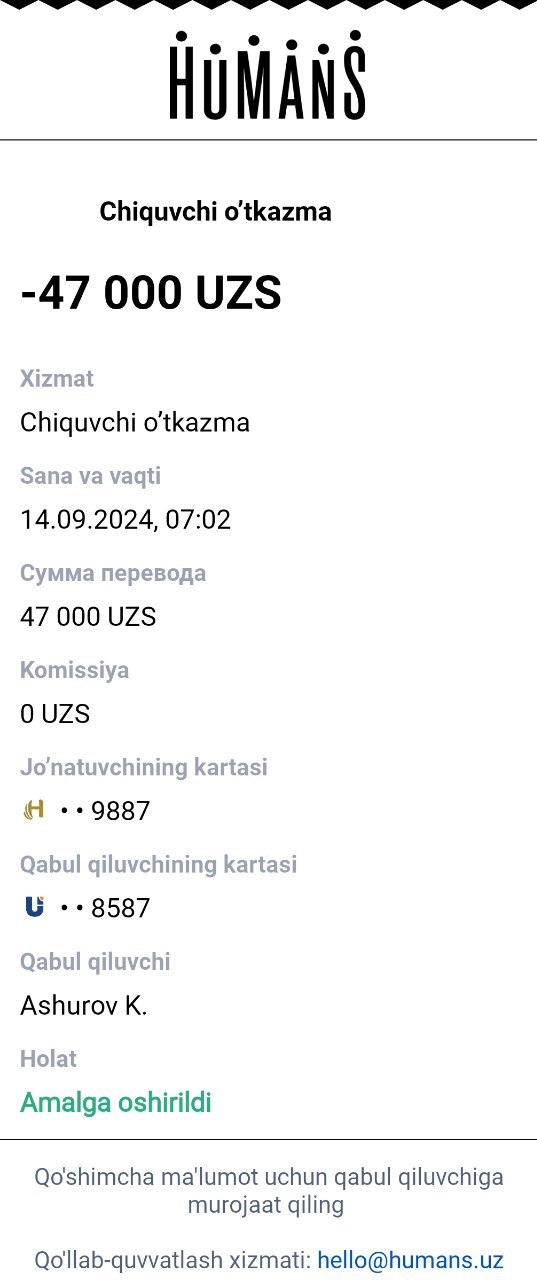 HUMANS
Chiquvchi o’tkazma
-47 000 UZS
Xizmat
Chiquvchi o’tkazma
Sana va vaqti
14.09.2024, 07:02
Сумма перевода
47 000 UZS
Komissiya
0 UZS
Jo’natuvchining kartasi
• • 9887
Qabul qiluvchining kartasi
• • 8587
Qabul qiluvchi
Ashurov K.
Holat
Amalga oshirildi
Qo'shimcha ma'lumot uchun qabul qiluvchiga
murojaat qiling
Qo'llab-quvvatlash xizmati: hello@humans.uz